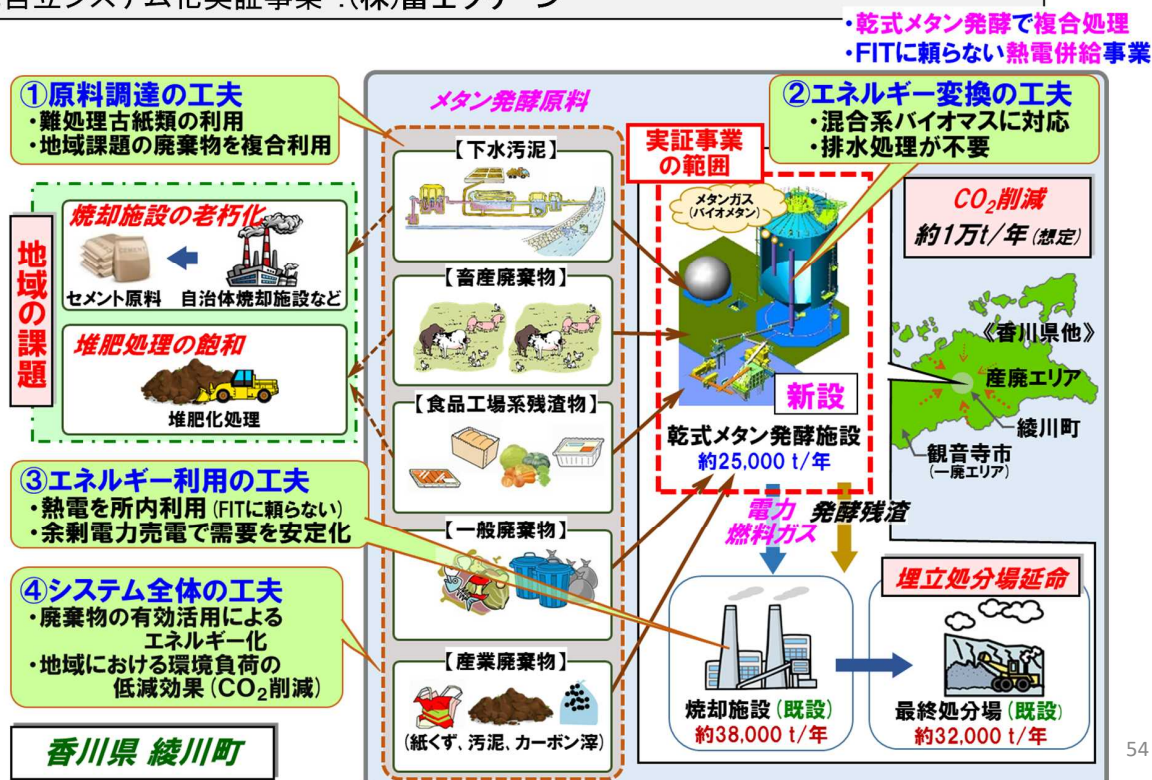 自立システム化実証事業 :(株)富士クリーン
・乾式メタン発酵で複合処理
・FITに頼らない熱電併給事業
①原料調達の工夫
・難処理古紙類の利用
・地域課題の廃棄物を複合利用
メタン発酵原料
②エネルギー変換の工夫
・混合系バイオマスに対応
・排水処理が不要
実証事業
の範囲
【下水汚泥】
メタンガス
(バイオメタン)
CO2削減
約1万t/年(想定)
地域の課題
焼却施設の老朽化
セメント原料
自治体焼却施設など
堆肥処理の飽和
堆肥化処理
【畜産廃棄物】
【食品工場系残渣物】
新設
乾式メタン発酵施設
約25,000 t/年
《香川県他》
産廃エリア
綾川町
観音寺市
(一廃エリア)
③エネルギー利用の工夫
・熱電を所内利用(FITに頼らない)
・余剰電力売電で需要を安定化
【一般廃棄物】
電力
燃料ガス
発酵残渣
④システム全体の工夫
・廃棄物の有効活用による
エネルギー化
・地域における環境負荷の
低減効果(CO2削減)
【産業廃棄物】
(紙くず、汚泥、カーボン滓)
焼却施設(既設)
約38,000 t/年
埋立処分場延命
最終処分場(既設)
約32,000 t/年
香川県 綾川町
54